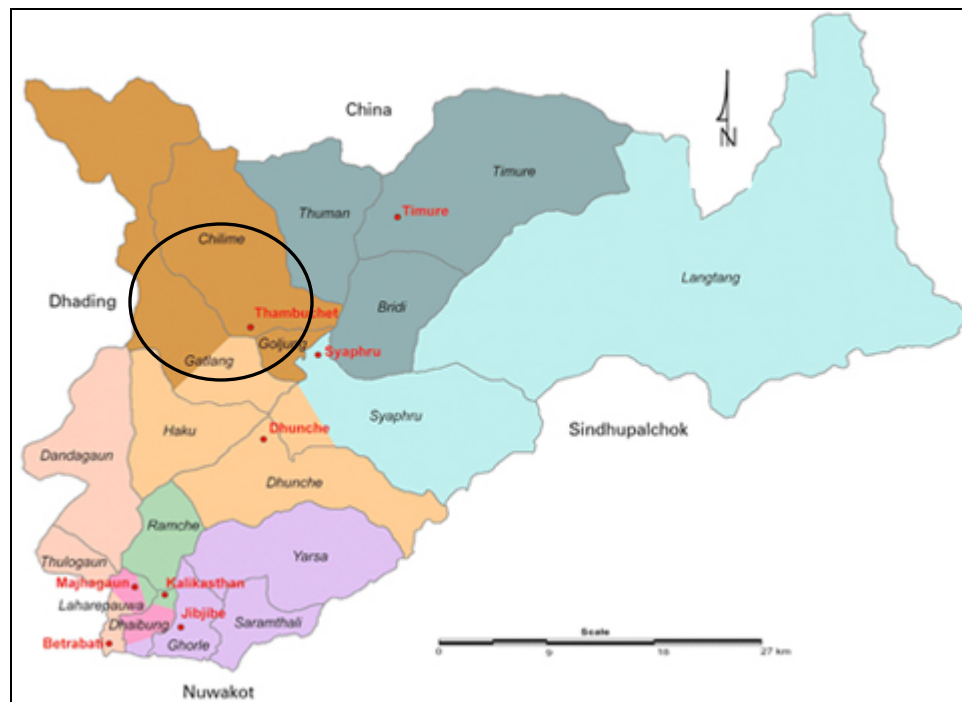 China
N
Timure
Thuman
Timure
Chilime
Langtang
Dhading
Bridi
Thambuchet
Goljung
Syaphru
Gatlang
Syaphru
Sindhupalchok
Haku
Dhunche
Dandagaun
Dhunche
Ramche
Yarsa
Thulogaun
Majhagaun
Kalikasthan
Laharepauwa
Jibjibe
Dhaibung
Saramthali
Betrabati
Ghorle
Scale
0 9 18 27 km
Nuwakot